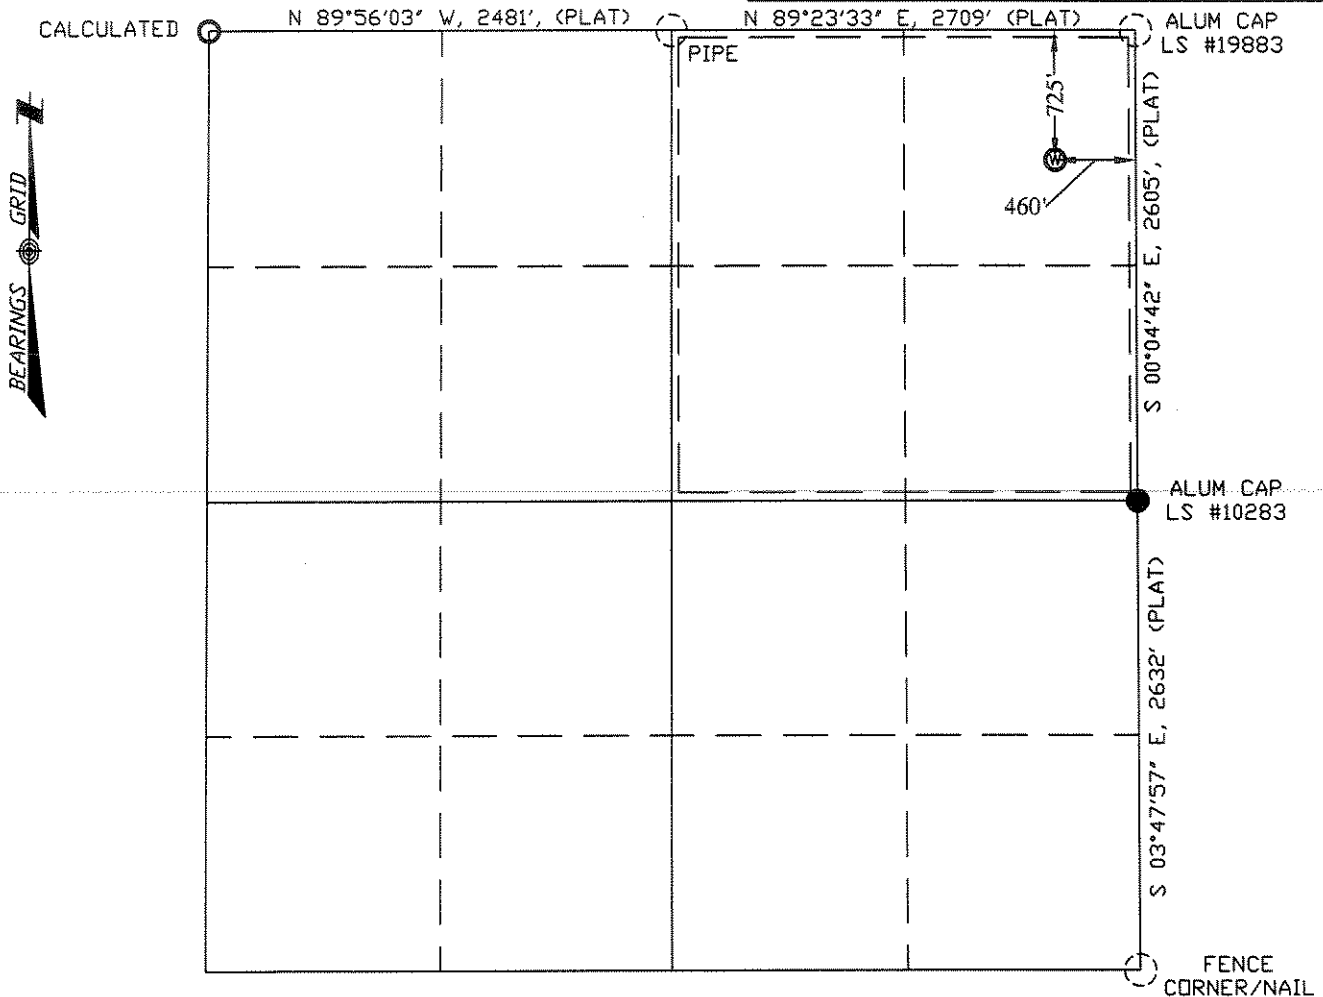 N 89°56'03" W, 2481', (PLAT)
N 89°23'33" E, 2709' (PLAT)
CALCULATED
ALUM CAP
LS #19883
PIPE
725'
W
460'
S 00°04'42" E, 2605', (PLAT)
BEARINGS GRID
N
ALUM CAP
LS #10283
S 03°47'57" E, 2632' (PLAT)
FENCE
CORNER/NAIL